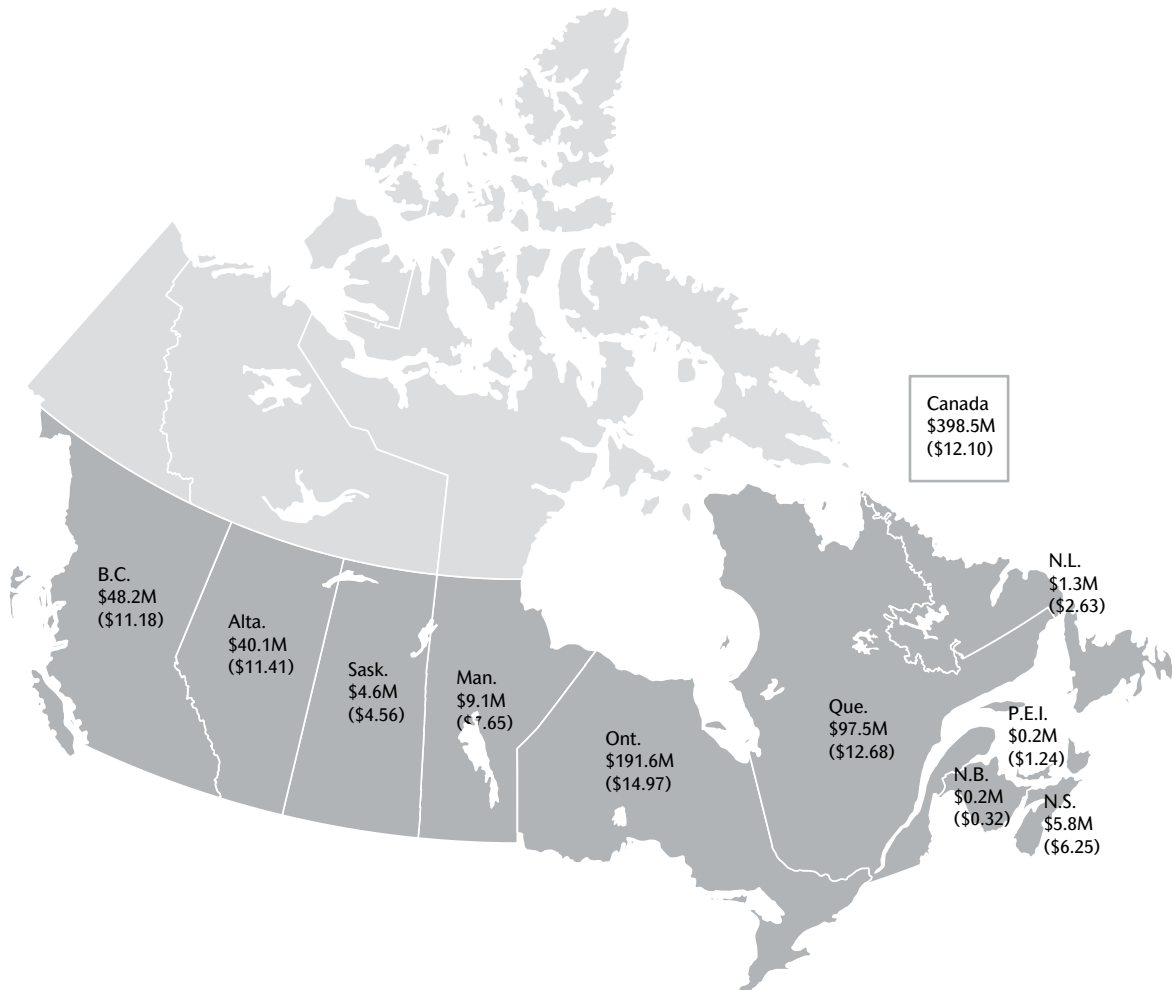 Canada
$398.5M
($12.10)
B.C.
$48.2M
($11.18)
Alta.
$40.1M
($11.41)
Sask.
$4.6M
($4.56)
Man.
$9.1M
($7.65)
Ont.
$191.6M
($14.97)
Que.
$97.5M
($12.68)
N.L.
$1.3M
($2.63)
P.E.I.
$0.2M
($1.24)
N.B.
$0.2M
($0.32)
N.S.
$5.8M
($6.25)